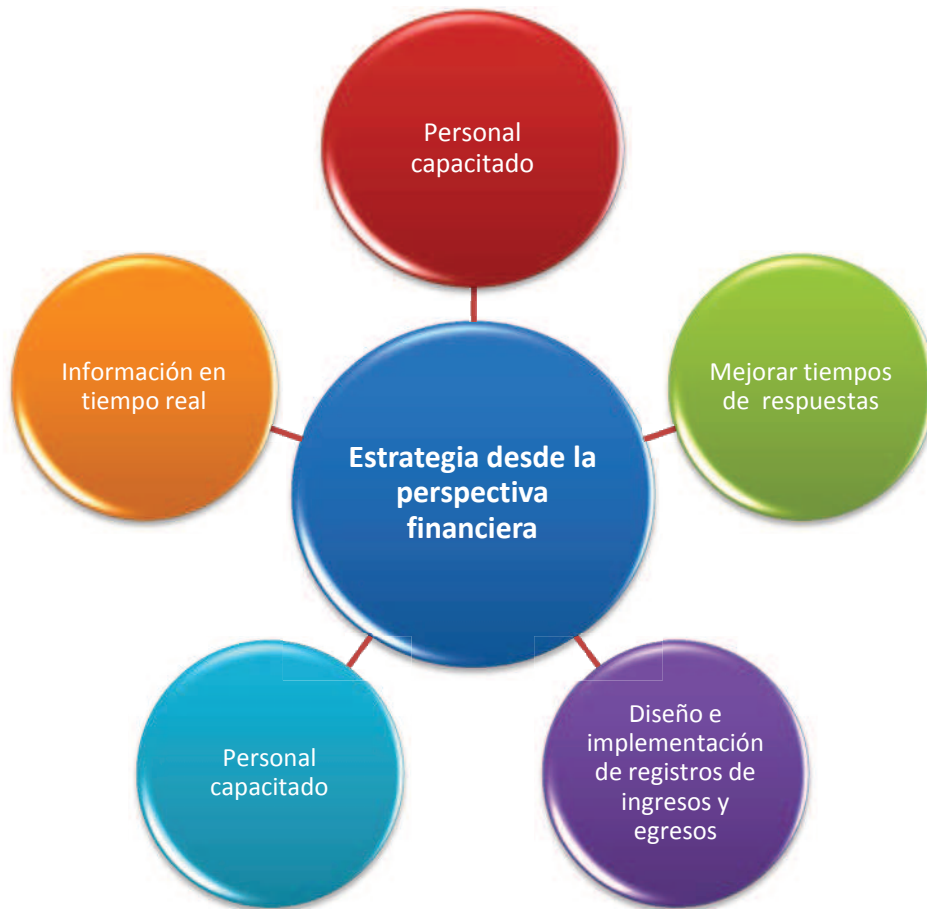 Personal
capacitado
Información en
tiempo real
Mejorar tiempos
de respuestas
Estrategia desde la
perspectiva
financiera
Personal
capacitado
Diseño e
implementación
de registros de
ingresos y
egresos